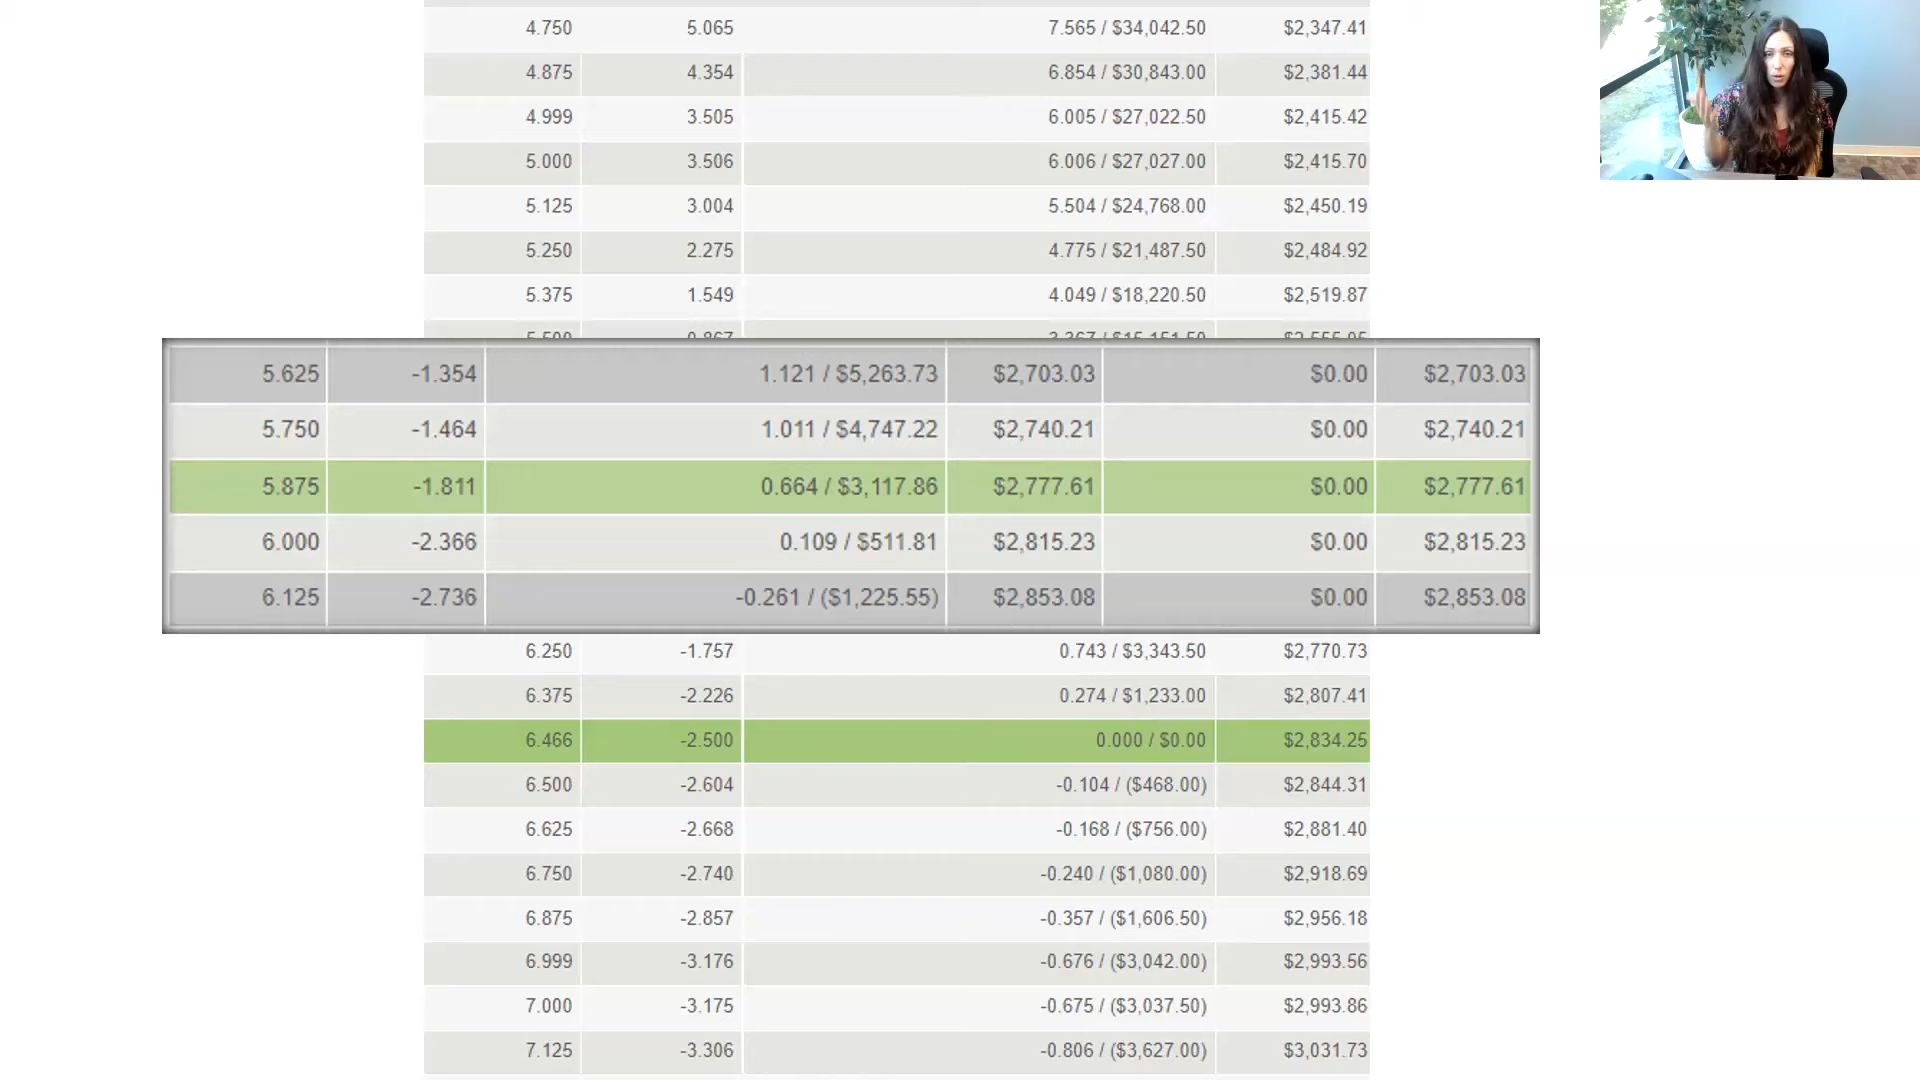 4.750 5.065 7.565 / $34,042.50 $2,347.41
4.875 4.354 6.854 / $30,843.00 $2,381.44
4.999 3.505 6.005 / $27,022.50 $2,415.42
5.000 3.506 6.006 / $27,027.00 $2,415.70
5.125 3.004 5.504 / $24,768.00 $2,450.19
5.250 2.275 4.775 / $21,487.50 $2,484.92
5.375 1.549 4.049 / $18,220.50 $2,519.87
5.500 0.867 3.367 / $15,151.50 $2,555.05
5.625 -1.354 1.121 / $5,263.73 $2,703.03 $0.00 $2,703.03
5.750 -1.464 1.011 / $4,747.22 $2,740.21 $0.00 $2,740.21
5.875 -1.811 0.664 / $3,117.86 $2,777.61 $0.00 $2,777.61
6.000 -2.366 0.109 / $511.81 $2,815.23 $0.00 $2,815.23
6.125 -2.736 -0.261 / ($1,225.55) $2,853.08 $0.00 $2,853.08
6.250 -1.757 0.743 / $3,343.50 $2,770.73
6.375 -2.226 0.274 / $1,233.00 $2,807.41
6.466 -2.500 0.000 / $0.00 $2,834.25
6.500 -2.604 -0.104 / ($468.00) $2,844.31
6.625 -2.668 -0.168 / ($756.00) $2,881.40
6.750 -2.740 -0.240 / ($1,080.00) $2,918.69
6.875 -2.857 -0.357 / ($1,606.50) $2,956.18
6.999 -3.176 -0.676 / ($3,042.00) $2,993.56
7.000 -3.175 -0.675 / ($3,037.50) $2,993.86
7.125 -3.306 -0.806 / ($3,627.00) $3,031.73